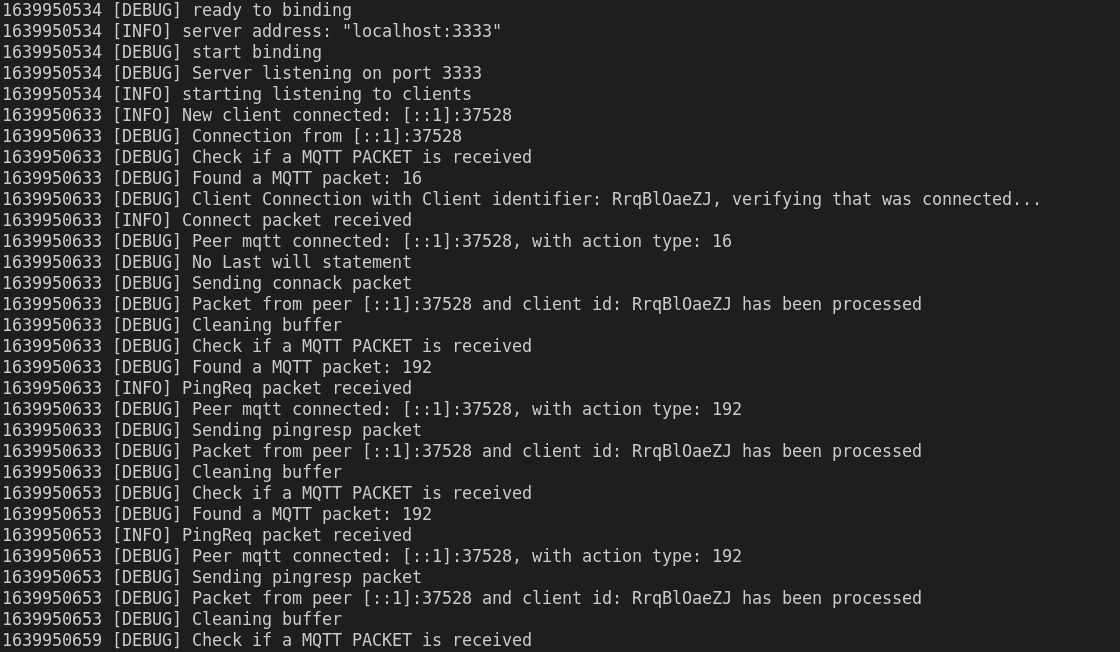 1639950534 [DEBUG] ready to binding
1639950534 [INFO] server address: "localhost:3333"
1639950534 [DEBUG] start binding
1639950534 [DEBUG] Server listening on port 3333
1639950534 [INFO] starting listening to clients
1639950633 [INFO] New client connected: [::1]:37528
1639950633 [DEBUG] Connection from [::1]:37528
1639950633 [DEBUG] Check if a MQTT PACKET is received
1639950633 [DEBUG] Found a MQTT packet: 16
1639950633 [DEBUG] Client Connection with Client identifier: RrqBlOaeZJ, verifying that was connected...
1639950633 [INFO] Connect packet received
1639950633 [DEBUG] Peer mqtt connected: [::1]:37528, with action type: 16
1639950633 [DEBUG] No Last will statement
1639950633 [DEBUG] Sending connack packet
1639950633 [DEBUG] Packet from peer [::1]:37528 and client id: RrqBlOaeZJ has been processed
1639950633 [DEBUG] Cleaning buffer
1639950633 [DEBUG] Check if a MQTT PACKET is received
1639950633 [DEBUG] Found a MQTT packet: 192
1639950633 [INFO] PingReq packet received
1639950633 [DEBUG] Peer mqtt connected: [::1]:37528, with action type: 192
1639950633 [DEBUG] Sending pingresp packet
1639950633 [DEBUG] Packet from peer [::1]:37528 and client id: RrqBlOaeZJ has been processed
1639950633 [DEBUG] Cleaning buffer
1639950653 [DEBUG] Check if a MQTT PACKET is received
1639950653 [DEBUG] Found a MQTT packet: 192
1639950653 [INFO] PingReq packet received
1639950653 [DEBUG] Peer mqtt connected: [::1]:37528, with action type: 192
1639950653 [DEBUG] Sending pingresp packet
1639950653 [DEBUG] Packet from peer [::1]:37528 and client id: RrqBlOaeZJ has been processed
1639950653 [DEBUG] Cleaning buffer
1639950659 [DEBUG] Check if a MQTT PACKET is received